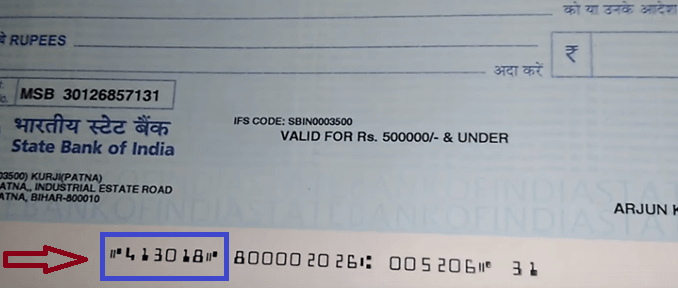 को या उनके आदेश
RUPEES
अदा करें ₹
MSB 30126857131
भारतीय स्टेट बैंक
State Bank of India
IFS CODE: SBIN0003500
VALID FOR Rs. 500000/- & UNDER
03500) KURJI(PATNA)
ATNA,, INDUSTRIAL ESTATE ROAD
ATNA, BIHAR-800010
ARJUN K
⑈413018⑈ 800002026⑆ 005206⑈ 31